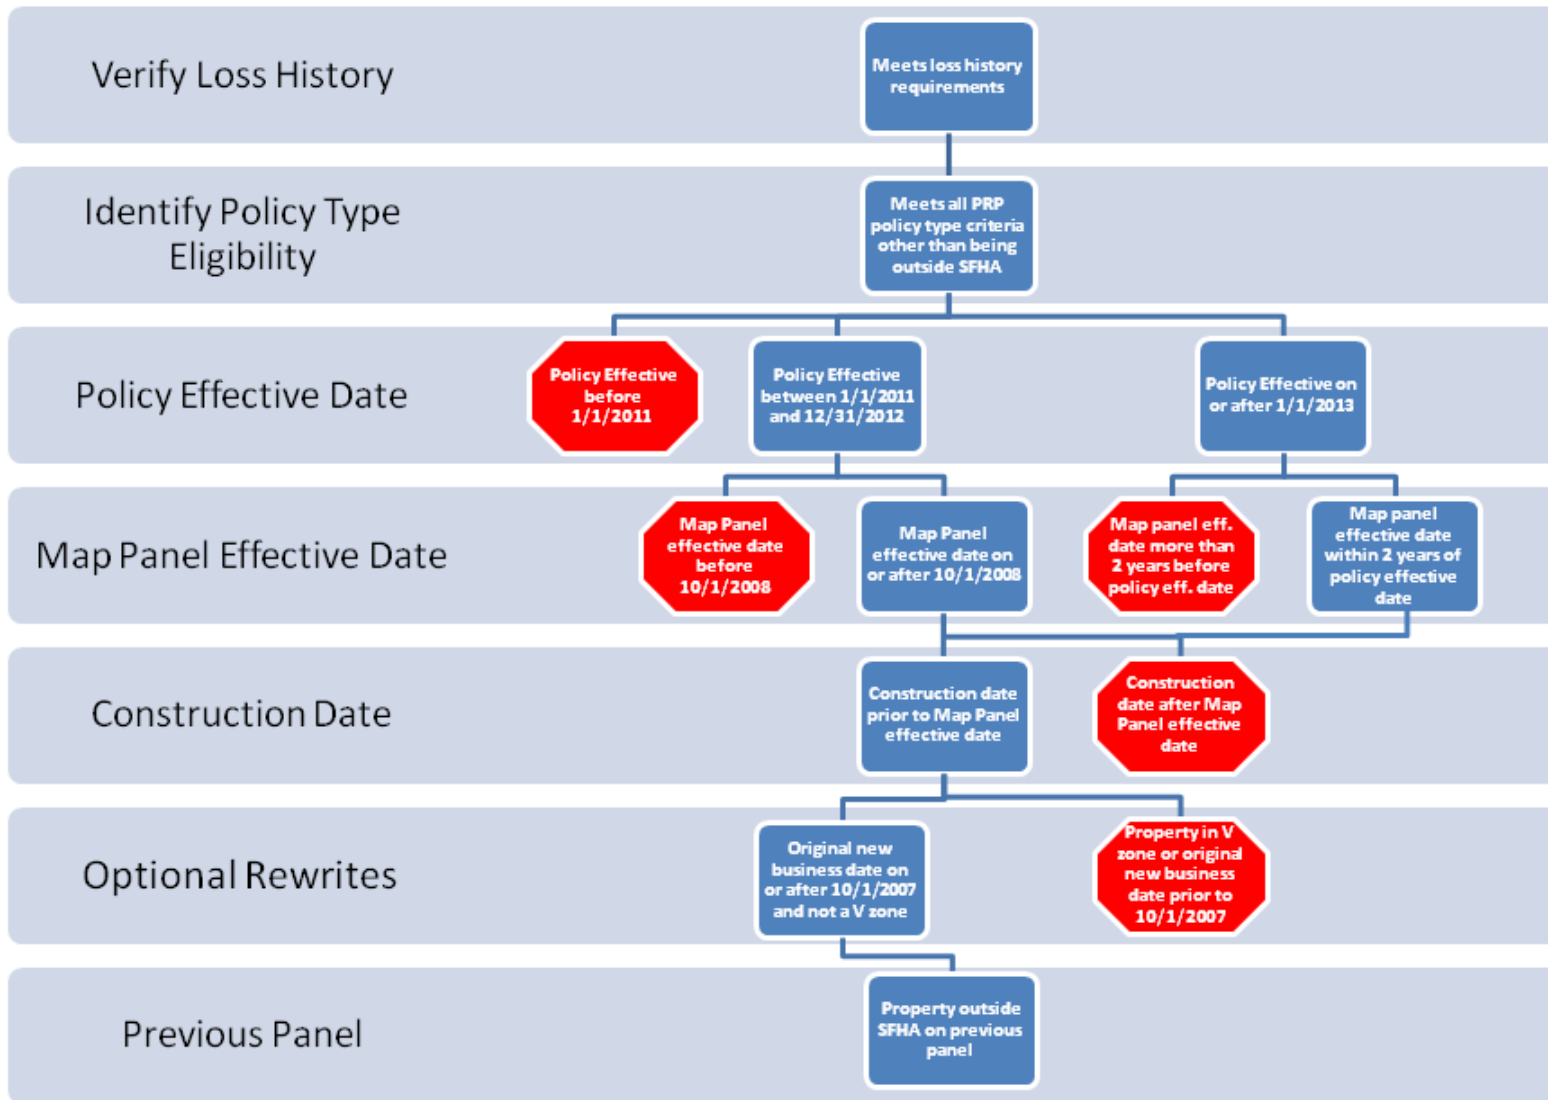 Verify Loss History
Meets loss history
requirements
Identify Policy Type
Eligibility
Meets all PRP
policy type criteria
other than being
outside SFHA
Policy Effective Date
Policy Effective
before
1/1/2011
Policy Effective
between 1/1/2011
and 12/31/2012
Policy Effective on
or after 1/1/2013
Map Panel Effective Date
Map Panel
effective date
before
10/1/2008
Map Panel
effective date on
or after 10/1/2008
Map panel eff.
date more than
2 years before
policy eff. date
Map panel
effective date
within 2 years of
policy effective
date
Construction Date
Construction date
prior to Map Panel
effective date
Construction
date after Map
Panel effective
date
Optional Rewrites
Original new
business date on
or after 10/1/2007
and not a V zone
Property in V
zone or original
new business
date prior to
10/1/2007
Previous Panel
Property outside
SFHA on previous
panel